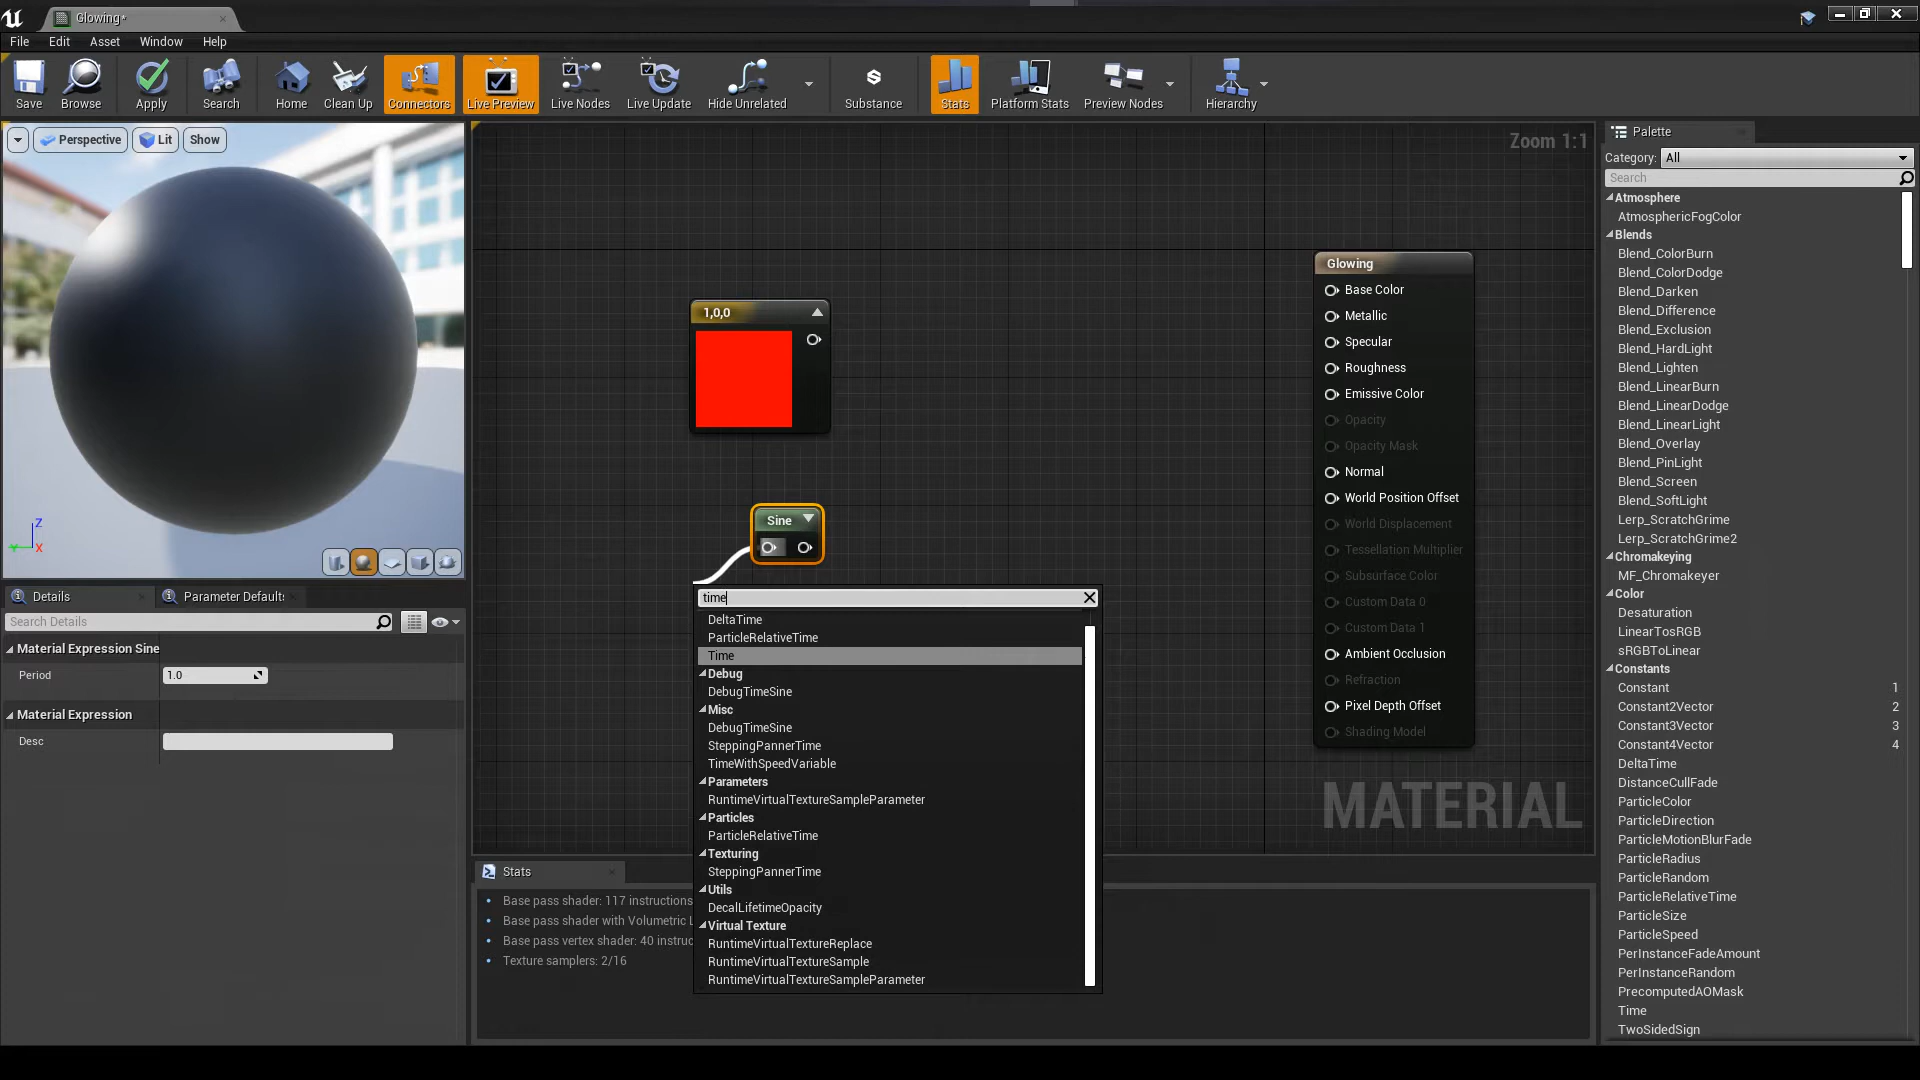 Glowing*
File Edit Asset Window Help
Save Browse Apply Search Home Clean Up Connectors Live Preview Live Nodes Live Update Hide Unrelated Substance Stats Platform Stats Preview Nodes Hierarchy
Perspective Lit Show
Z
Y
X
Zoom 1:1
1,0,0
Sine
time
DeltaTime
ParticleRelativeTime
Time
Debug
DebugTimeSine
Misc
DebugTimeSine
SteppingPannerTime
TimeWithSpeedVariable
Parameters
RuntimeVirtualTextureSampleParameter
Particles
ParticleRelativeTime
Texturing
SteppingPannerTime
Utils
DecalLifetimeOpacity
Virtual Texture
RuntimeVirtualTextureReplace
RuntimeVirtualTextureSample
RuntimeVirtualTextureSampleParameter
Glowing
Base Color
Metallic
Specular
Roughness
Emissive Color
Opacity
Opacity Mask
Normal
World Position Offset
World Displacement
Tessellation Multiplier
Subsurface Color
Custom Data 0
Custom Data 1
Ambient Occlusion
Refraction
Pixel Depth Offset
Shading Model
MATERIAL
Details Parameter Defaults
Search Details
Material Expression Sine
Period 1.0
Material Expression
Desc
Stats
Base pass shader: 117 instructions
Base pass shader with Volumetric L
Base pass vertex shader: 40 instruc
Texture samplers: 2/16
Palette
Category: All
Search
Atmosphere
AtmosphericFogColor
Blends
Blend_ColorBurn
Blend_ColorDodge
Blend_Darken
Blend_Difference
Blend_Exclusion
Blend_HardLight
Blend_Lighten
Blend_LinearBurn
Blend_LinearDodge
Blend_LinearLight
Blend_Overlay
Blend_PinLight
Blend_Screen
Blend_SoftLight
Lerp_ScratchGrime
Lerp_ScratchGrime2
Chromakeying
MF_Chromakeyer
Color
Desaturation
LinearTosRGB
sRGBToLinear
Constants
Constant 1
Constant2Vector 2
Constant3Vector 3
Constant4Vector 4
DeltaTime
DistanceCullFade
ParticleColor
ParticleDirection
ParticleMotionBlurFade
ParticleRadius
ParticleRandom
ParticleRelativeTime
ParticleSize
ParticleSpeed
PerInstanceFadeAmount
PerInstanceRandom
PrecomputedAOMask
Time
TwoSidedSign